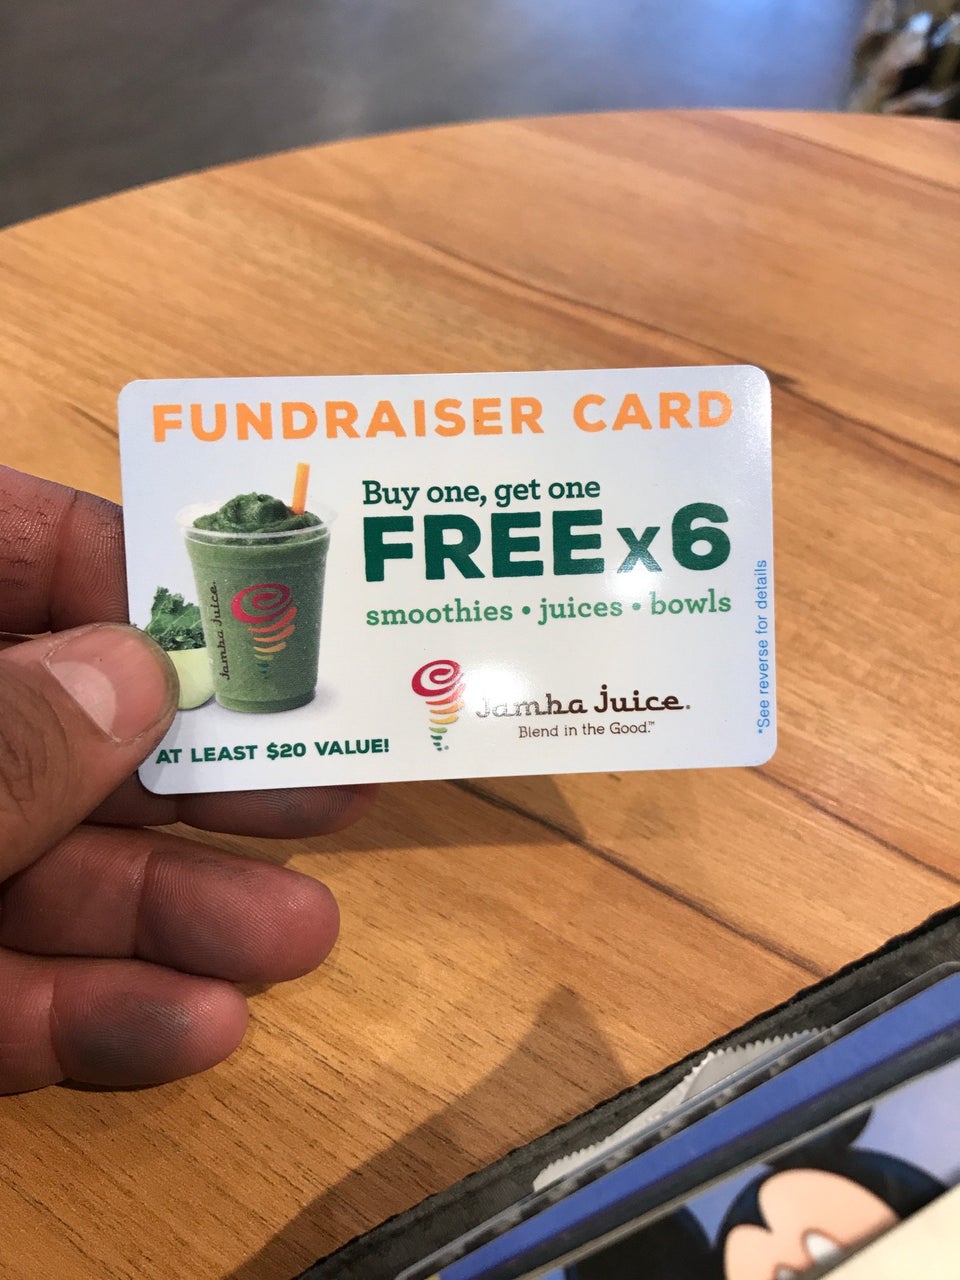 FUNDRAISER CARD
Buy one, get one
FREE x 6
smoothies • juices • bowls
Jamba Juice.
Jamba Juice.
Blend in the Good.™
AT LEAST $20 VALUE!
*See reverse for details